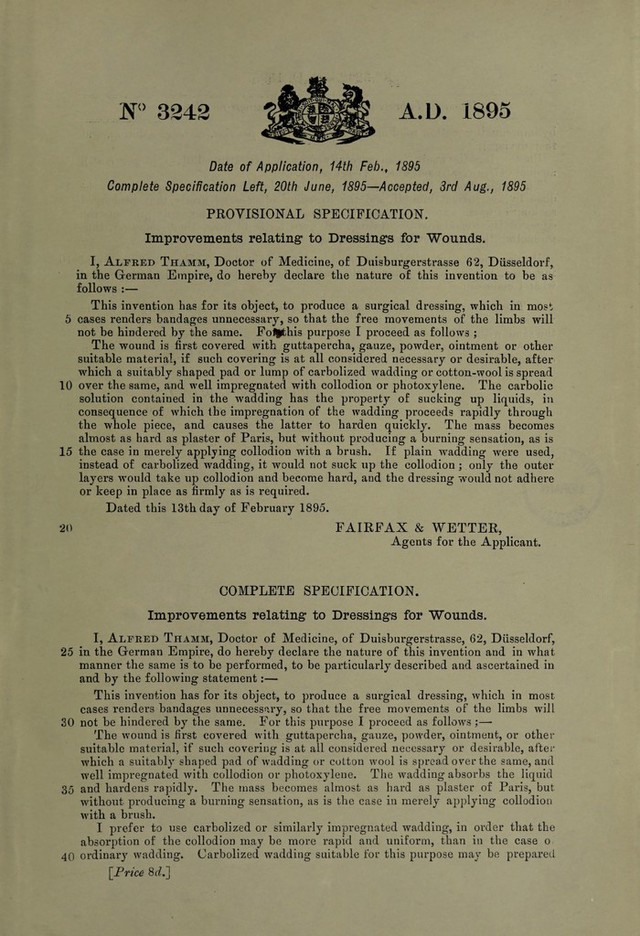 Nº 3242 A.D. 1895
Date of Application, 14th Feb., 1895
Complete Specification Left, 20th June, 1895—Accepted, 3rd Aug., 1895
PROVISIONAL SPECIFICATION.
Improvements relating to Dressings for Wounds.
I, ALFRED THAMM, Doctor of Medicine, of Duisburgerstrasse 62, Düsseldorf,
in the German Empire, do hereby declare the nature of this invention to be as
follows :—
This invention has for its object, to produce a surgical dressing, which in most
5 cases renders bandages unnecessary, so that the free movements of the limbs will
not be hindered by the same. For this purpose I proceed as follows ;
The wound is first covered with guttapercha, gauze, powder, ointment or other
suitable material, if such covering is at all considered necessary or desirable, after
which a suitably shaped pad or lump of carbolized wadding or cotton-wool is spread
10 over the same, and well impregnated with collodion or photoxylene. The carbolic
solution contained in the wadding has the property of sucking up liquids, in
consequence of which the impregnation of the wadding proceeds rapidly through
the whole piece, and causes the latter to harden quickly. The mass becomes
almost as hard as plaster of Paris, but without producing a burning sensation, as is
15 the case in merely applying collodion with a brush. If plain wadding were used,
instead of carbolized wadding, it would not suck up the collodion ; only the outer
layers would take up collodion and become hard, and the dressing would not adhere
or keep in place as firmly as is required.
Dated this 13th day of February 1895.
20 FAIRFAX & WETTER,
Agents for the Applicant.
COMPLETE SPECIFICATION.
Improvements relating to Dressings for Wounds.
I, ALFRED THAMM, Doctor of Medicine, of Duisburgerstrasse, 62, Düsseldorf,
25 in the German Empire, do hereby declare the nature of this invention and in what
manner the same is to be performed, to be particularly described and ascertained in
and by the following statement :—
This invention has for its object, to produce a surgical dressing, which in most
cases renders bandages unnecessary, so that the free movements of the limbs will
30 not be hindered by the same. For this purpose I proceed as follows ;—
The wound is first covered with guttapercha, gauze, powder, ointment, or other
suitable material, if such covering is at all considered necessary or desirable, after
which a suitably shaped pad of wadding or cotton wool is spread over the same, and
well impregnated with collodion or photoxylene. The wadding absorbs the liquid
35 and hardens rapidly. The mass becomes almost as hard as plaster of Paris, but
without producing a burning sensation, as is the case in merely applying collodion
with a brush.
I prefer to use carbolized or similarly impregnated wadding, in order that the
absorption of the collodion may be more rapid and uniform, than in the case o
40 ordinary wadding. Carbolized wadding suitable for this purpose may be prepared
[Price 8d.]